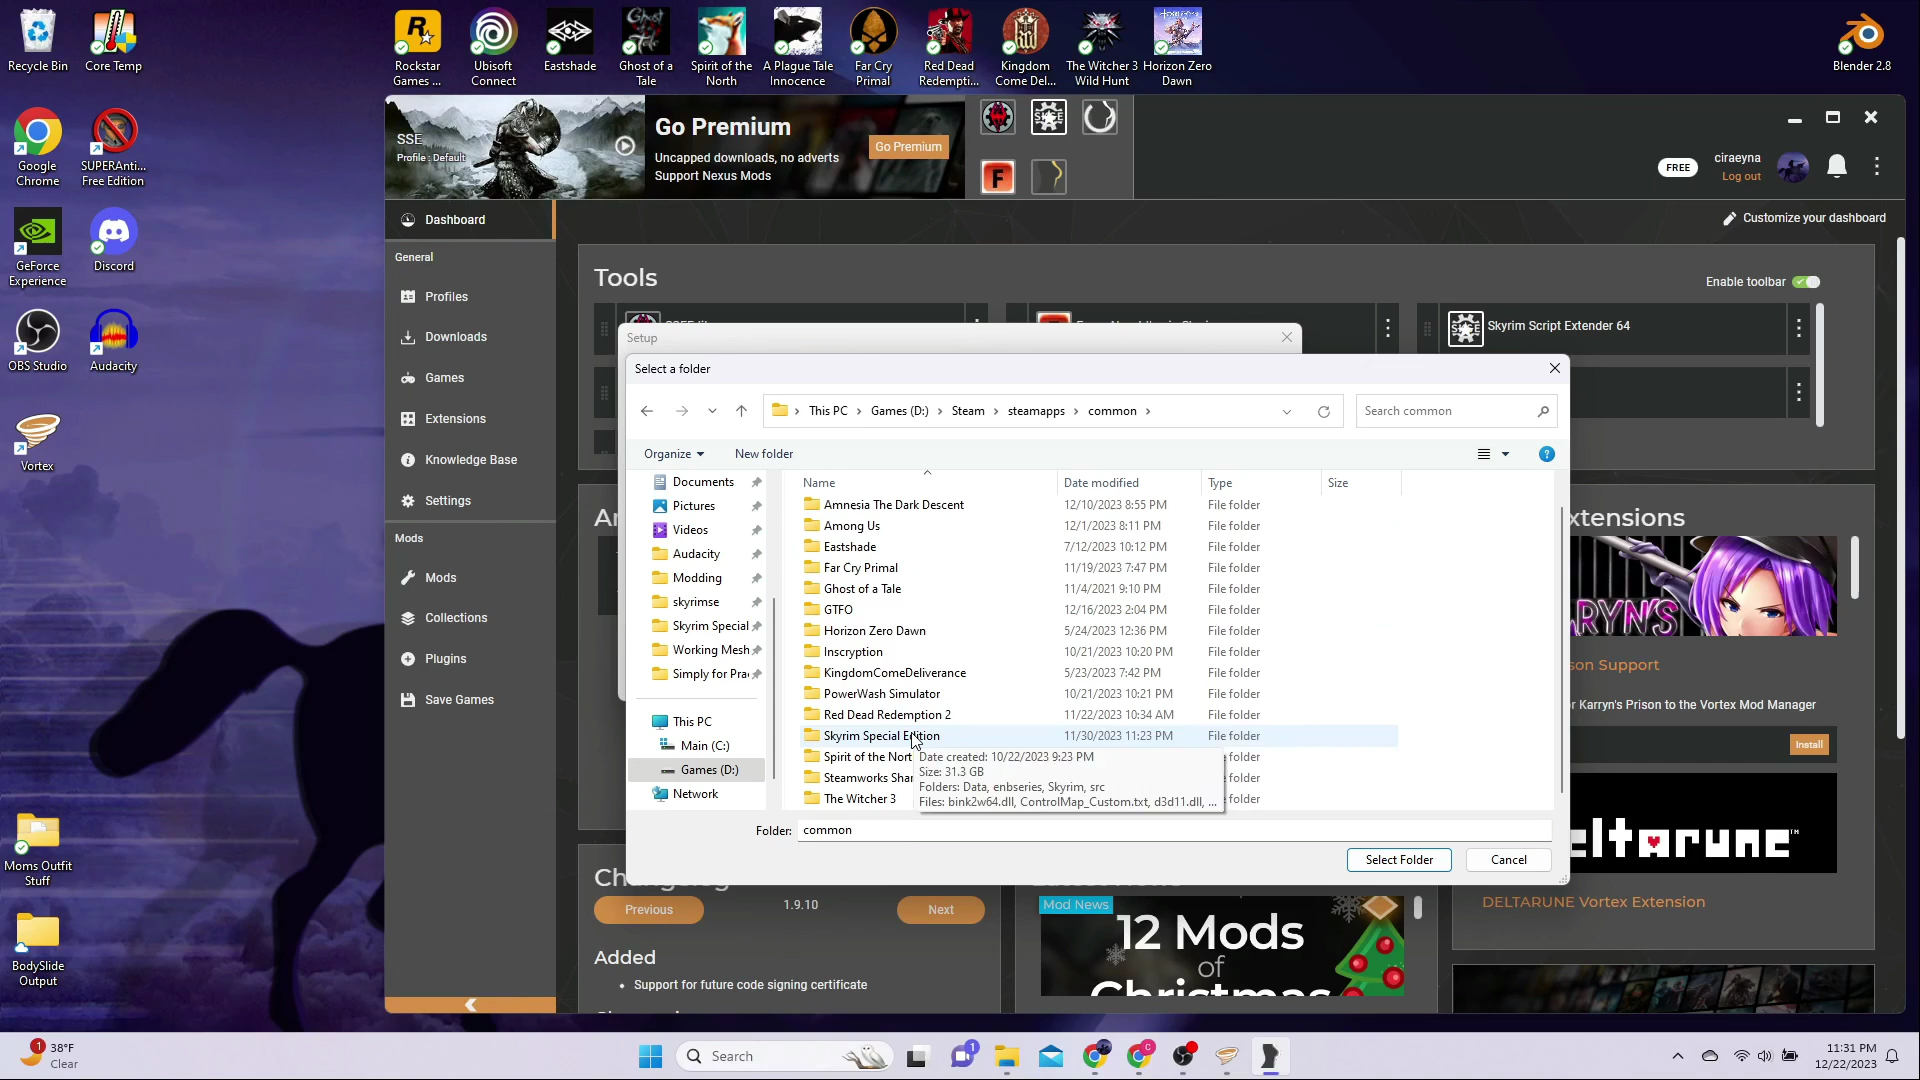 Recycle Bin
Core Temp
Rockstar Games ...
Ubisoft Connect
Eastshade
Ghost of a Tale
Spirit of the North
A Plague Tale Innocence
Far Cry Primal
Red Dead Redempti...
Kingdom Come Del...
The Witcher 3 Wild Hunt
Horizon Zero Dawn
Blender 2.8
Google Chrome
SUPERAnti... Free Edition
GeForce Experience
Discord
OBS Studio
Audacity
Vortex
Moms Outfit Stuff
BodySlide Output
SSE
Profile : Default
Go Premium
Uncapped downloads, no adverts
Support Nexus Mods
Go Premium
FREE
ciraeyna
Log out
Dashboard
General
Profiles
Downloads
Games
Extensions
Knowledge Base
Settings
Mods
Mods
Collections
Plugins
Save Games
Customize your dashboard
Tools
Enable toolbar
Skyrim Script Extender 64
Setup
Select a folder
This PC > Games (D:) > Steam > steamapps > common >
Search common
Organize
New folder
Documents
Pictures
Videos
Audacity
Modding
skyrimse
Skyrim Special
Working Mesh
Simply for Pra
This PC
Main (C:)
Games (D:)
Network
Name Date modified Type Size
Amnesia The Dark Descent 12/10/2023 8:55 PM File folder
Among Us 12/1/2023 8:11 PM File folder
Eastshade 7/12/2023 10:12 PM File folder
Far Cry Primal 11/19/2023 7:47 PM File folder
Ghost of a Tale 11/4/2021 9:10 PM File folder
GTFO 12/16/2023 2:04 PM File folder
Horizon Zero Dawn 5/24/2023 12:36 PM File folder
Inscryption 10/21/2023 10:20 PM File folder
KingdomComeDeliverance 5/23/2023 7:42 PM File folder
PowerWash Simulator 10/21/2023 10:21 PM File folder
Red Dead Redemption 2 11/22/2023 10:34 AM File folder
Skyrim Special Edition 11/30/2023 11:23 PM File folder
Spirit of the Nort folder
Steamworks Shar folder
The Witcher 3 folder
Date created: 10/22/2023 9:23 PM
Size: 31.3 GB
Folders: Data, enbseries, Skyrim, src
Files: bink2w64.dll, ControlMap_Custom.txt, d3d11.dll, ...
Folder: common
Select Folder
Cancel
xtensions
ARYN'S
son Support
or Karryn's Prison to the Vortex Mod Manager
Install
eltarune™
DELTARUNE Vortex Extension
Previous
1.9.10
Next
Added
Support for future code signing certificate
Mod News
12 Mods
of
Christmas
1
38°F
Clear
Search
1
11:31 PM
12/22/2023